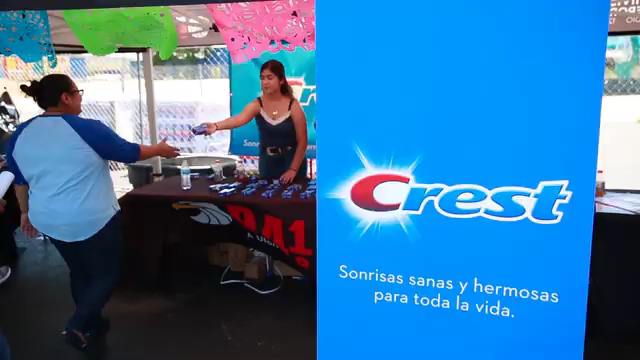 Crest
Sonrisas sanas y hermosas
para toda la vida.